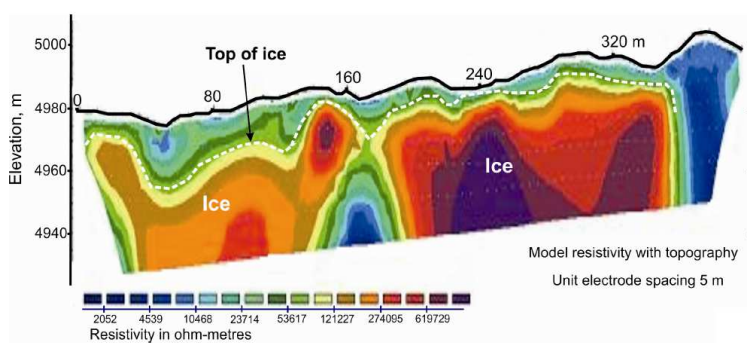 5000
320 m
Top of ice
160
240
4980
0
80
Elevation, m
4960
Ice
Ice
4940
Model resistivity with topography
Unit electrode spacing 5 m
2052 4539 10468 23714 53617 121227 274095 619729
Resistivity in ohm-metres